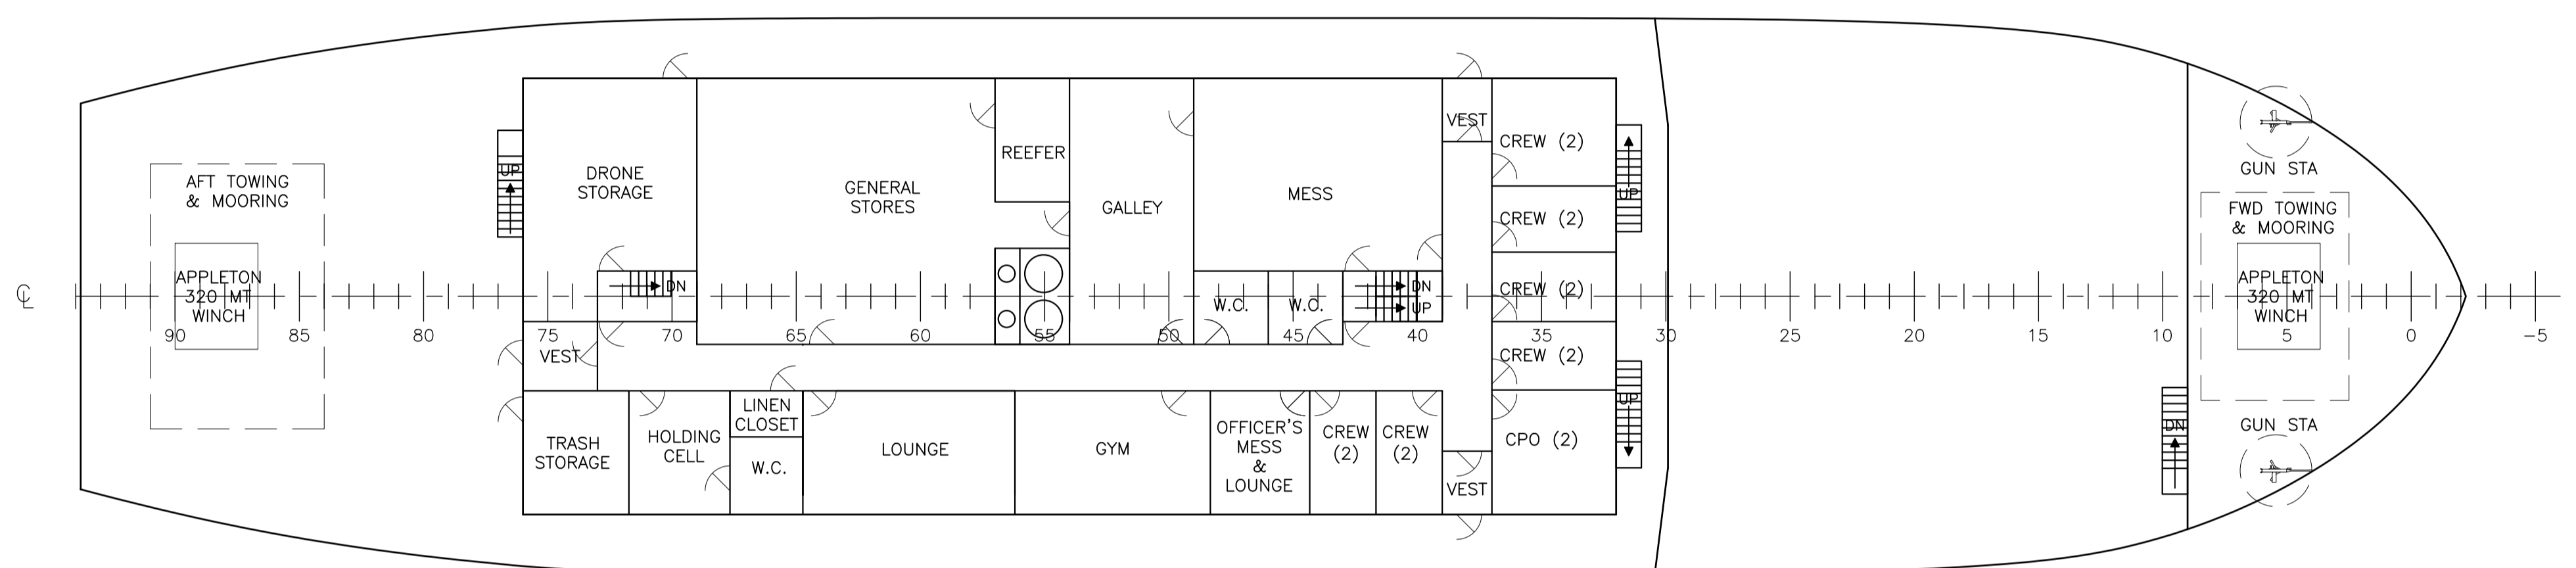 AFT TOWING
& MOORING
APPLETON
320 MT
WINCH
UP
DRONE
STORAGE
DN
VEST
TRASH
STORAGE
HOLDING
CELL
LINEN
CLOSET
W.C.
GENERAL
STORES
REEFER
GALLEY
MESS
W.C.
W.C.
DN
UP
LOUNGE
GYM
OFFICER'S
MESS
&
LOUNGE
CREW
(2)
CREW
(2)
VEST
VEST
CREW (2)
CREW (2)
CREW (2)
CREW (2)
CPO (2)
UP
UP
DN
GUN STA
FWD TOWING
& MOORING
APPLETON
320 MT
WINCH
GUN STA
CL
90 85 80 75 70 65 60 55 50 45 40 35 30 25 20 15 10 5 0 -5